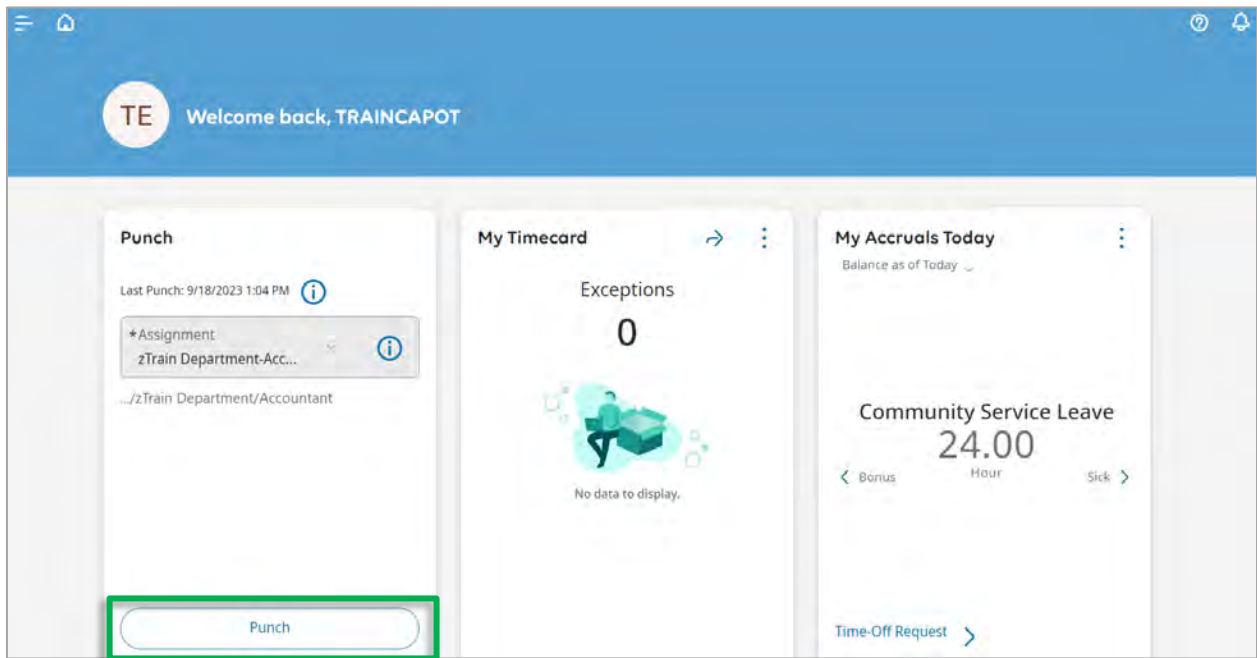 TE
Welcome back, TRAINCAPOT
Punch
Last Punch: 9/18/2023 1:04 PM
*Assignment
zTrain Department-Acc...
.../zTrain Department/Accountant
Punch
My Timecard
Exceptions
0
No data to display.
My Accruals Today
Balance as of Today
Community Service Leave
24.00
Hour
Bonus
Sick
Time-Off Request